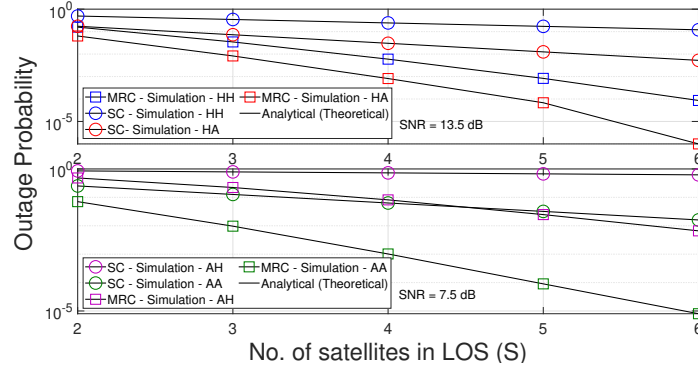 Outage Probability
10^0
10^-5
MRC - Simulation - HH
SC - Simulation - HH
SC- Simulation - HA
MRC - Simulation - HA
Analytical (Theoretical)
SNR = 13.5 dB
2 3 4 5 6
10^0
10^-5
SC - Simulation - AH
SC - Simulation - AA
MRC - Simulation - AH
MRC - Simulation - AA
Analytical (Theoretical)
SNR = 7.5 dB
2 3 4 5 6
No. of satellites in LOS (S)